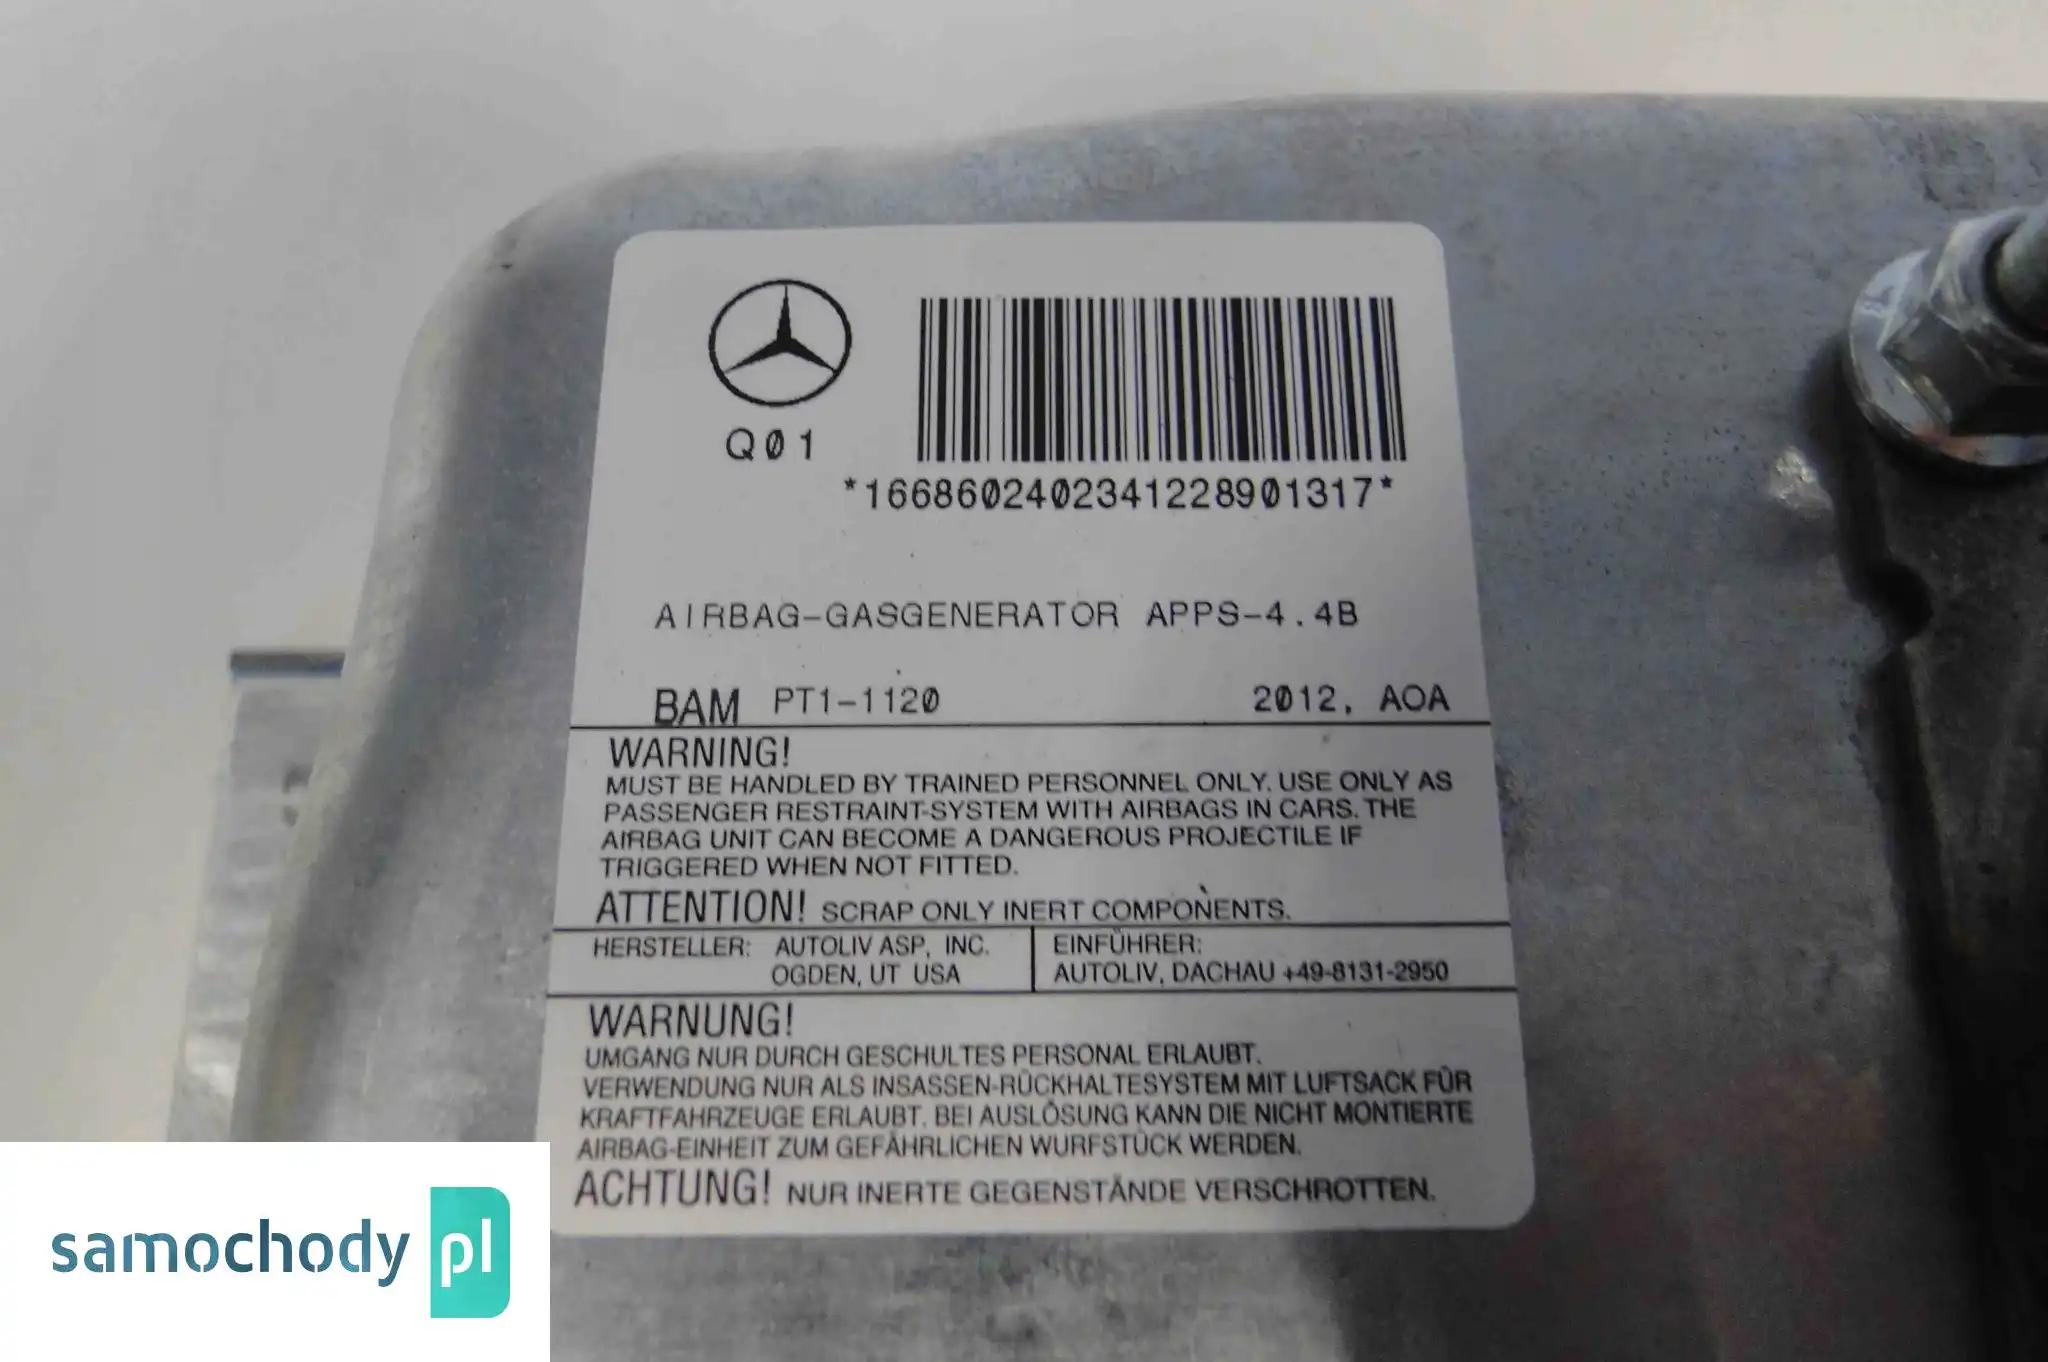 Q01
*1668602402341228901317*
AIRBAG-GASGENERATOR APPS-4.4B
BAM PT1-1120 2012, AOA
WARNING!
MUST BE HANDLED BY TRAINED PERSONNEL ONLY. USE ONLY AS
PASSENGER RESTRAINT-SYSTEM WITH AIRBAGS IN CARS. THE
AIRBAG UNIT CAN BECOME A DANGEROUS PROJECTILE IF
TRIGGERED WHEN NOT FITTED.
ATTENTION! SCRAP ONLY INERT COMPONENTS.
HERSTELLER: AUTOLIV ASP, INC.
OGDEN, UT USA
EINFÜHRER:
AUTOLIV, DACHAU +49-8131-2950
WARNUNG!
UMGANG NUR DURCH GESCHULTES PERSONAL ERLAUBT.
VERWENDUNG NUR ALS INSASSEN-RÜCKHALTESYSTEM MIT LUFTSACK FÜR
KRAFTFAHRZEUGE ERLAUBT. BEI AUSLÖSUNG KANN DIE NICHT MONTIERTE
AIRBAG-EINHEIT ZUM GEFÄHRLICHEN WURFSTÜCK WERDEN.
ACHTUNG! NUR INERTE GEGENSTÄNDE VERSCHROTTEN.
samochody pl